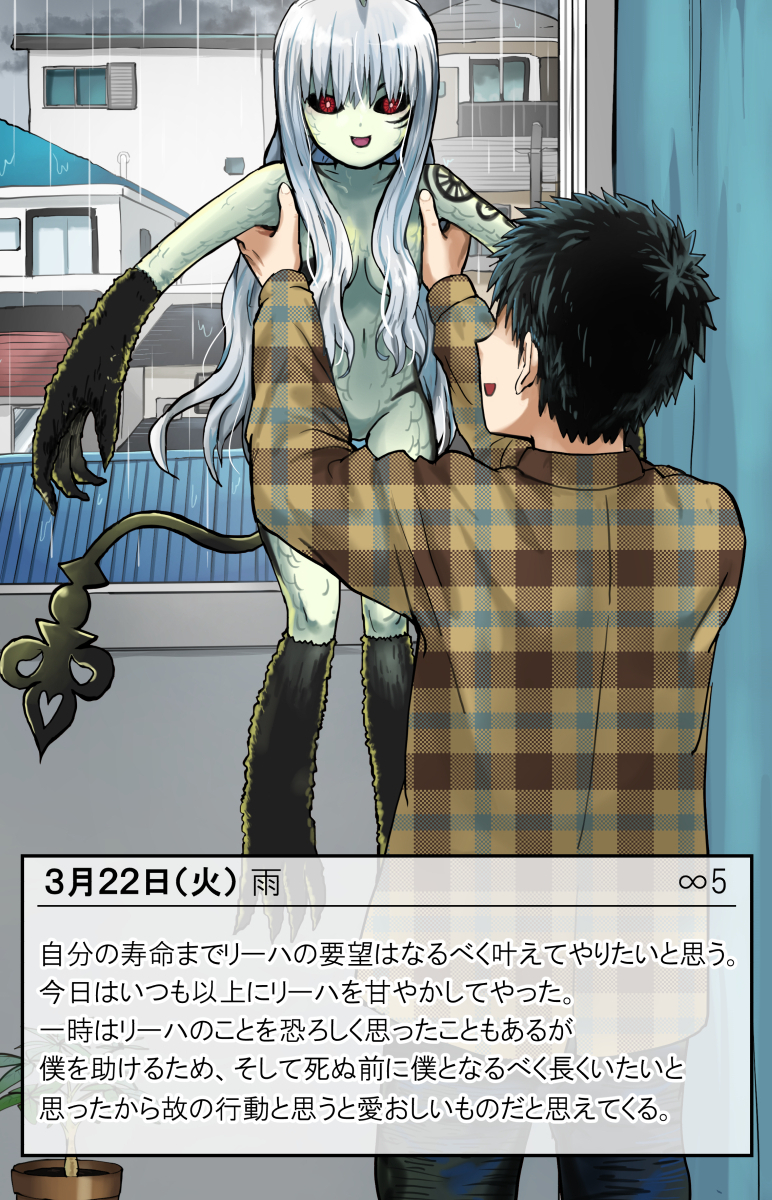 3月22日(火) 雨 ∞5
自分の寿命までリーハの要望はなるべく叶えてやりたいと思う。
今日はいつも以上にリーハを甘やかしてやった。
一時はリーハのことを恐ろしく思ったこともあるが
僕を助けるため、そして死ぬ前に僕となるべく長くいたいと
思ったから故の行動と思うと愛おしいものだと思えてくる。